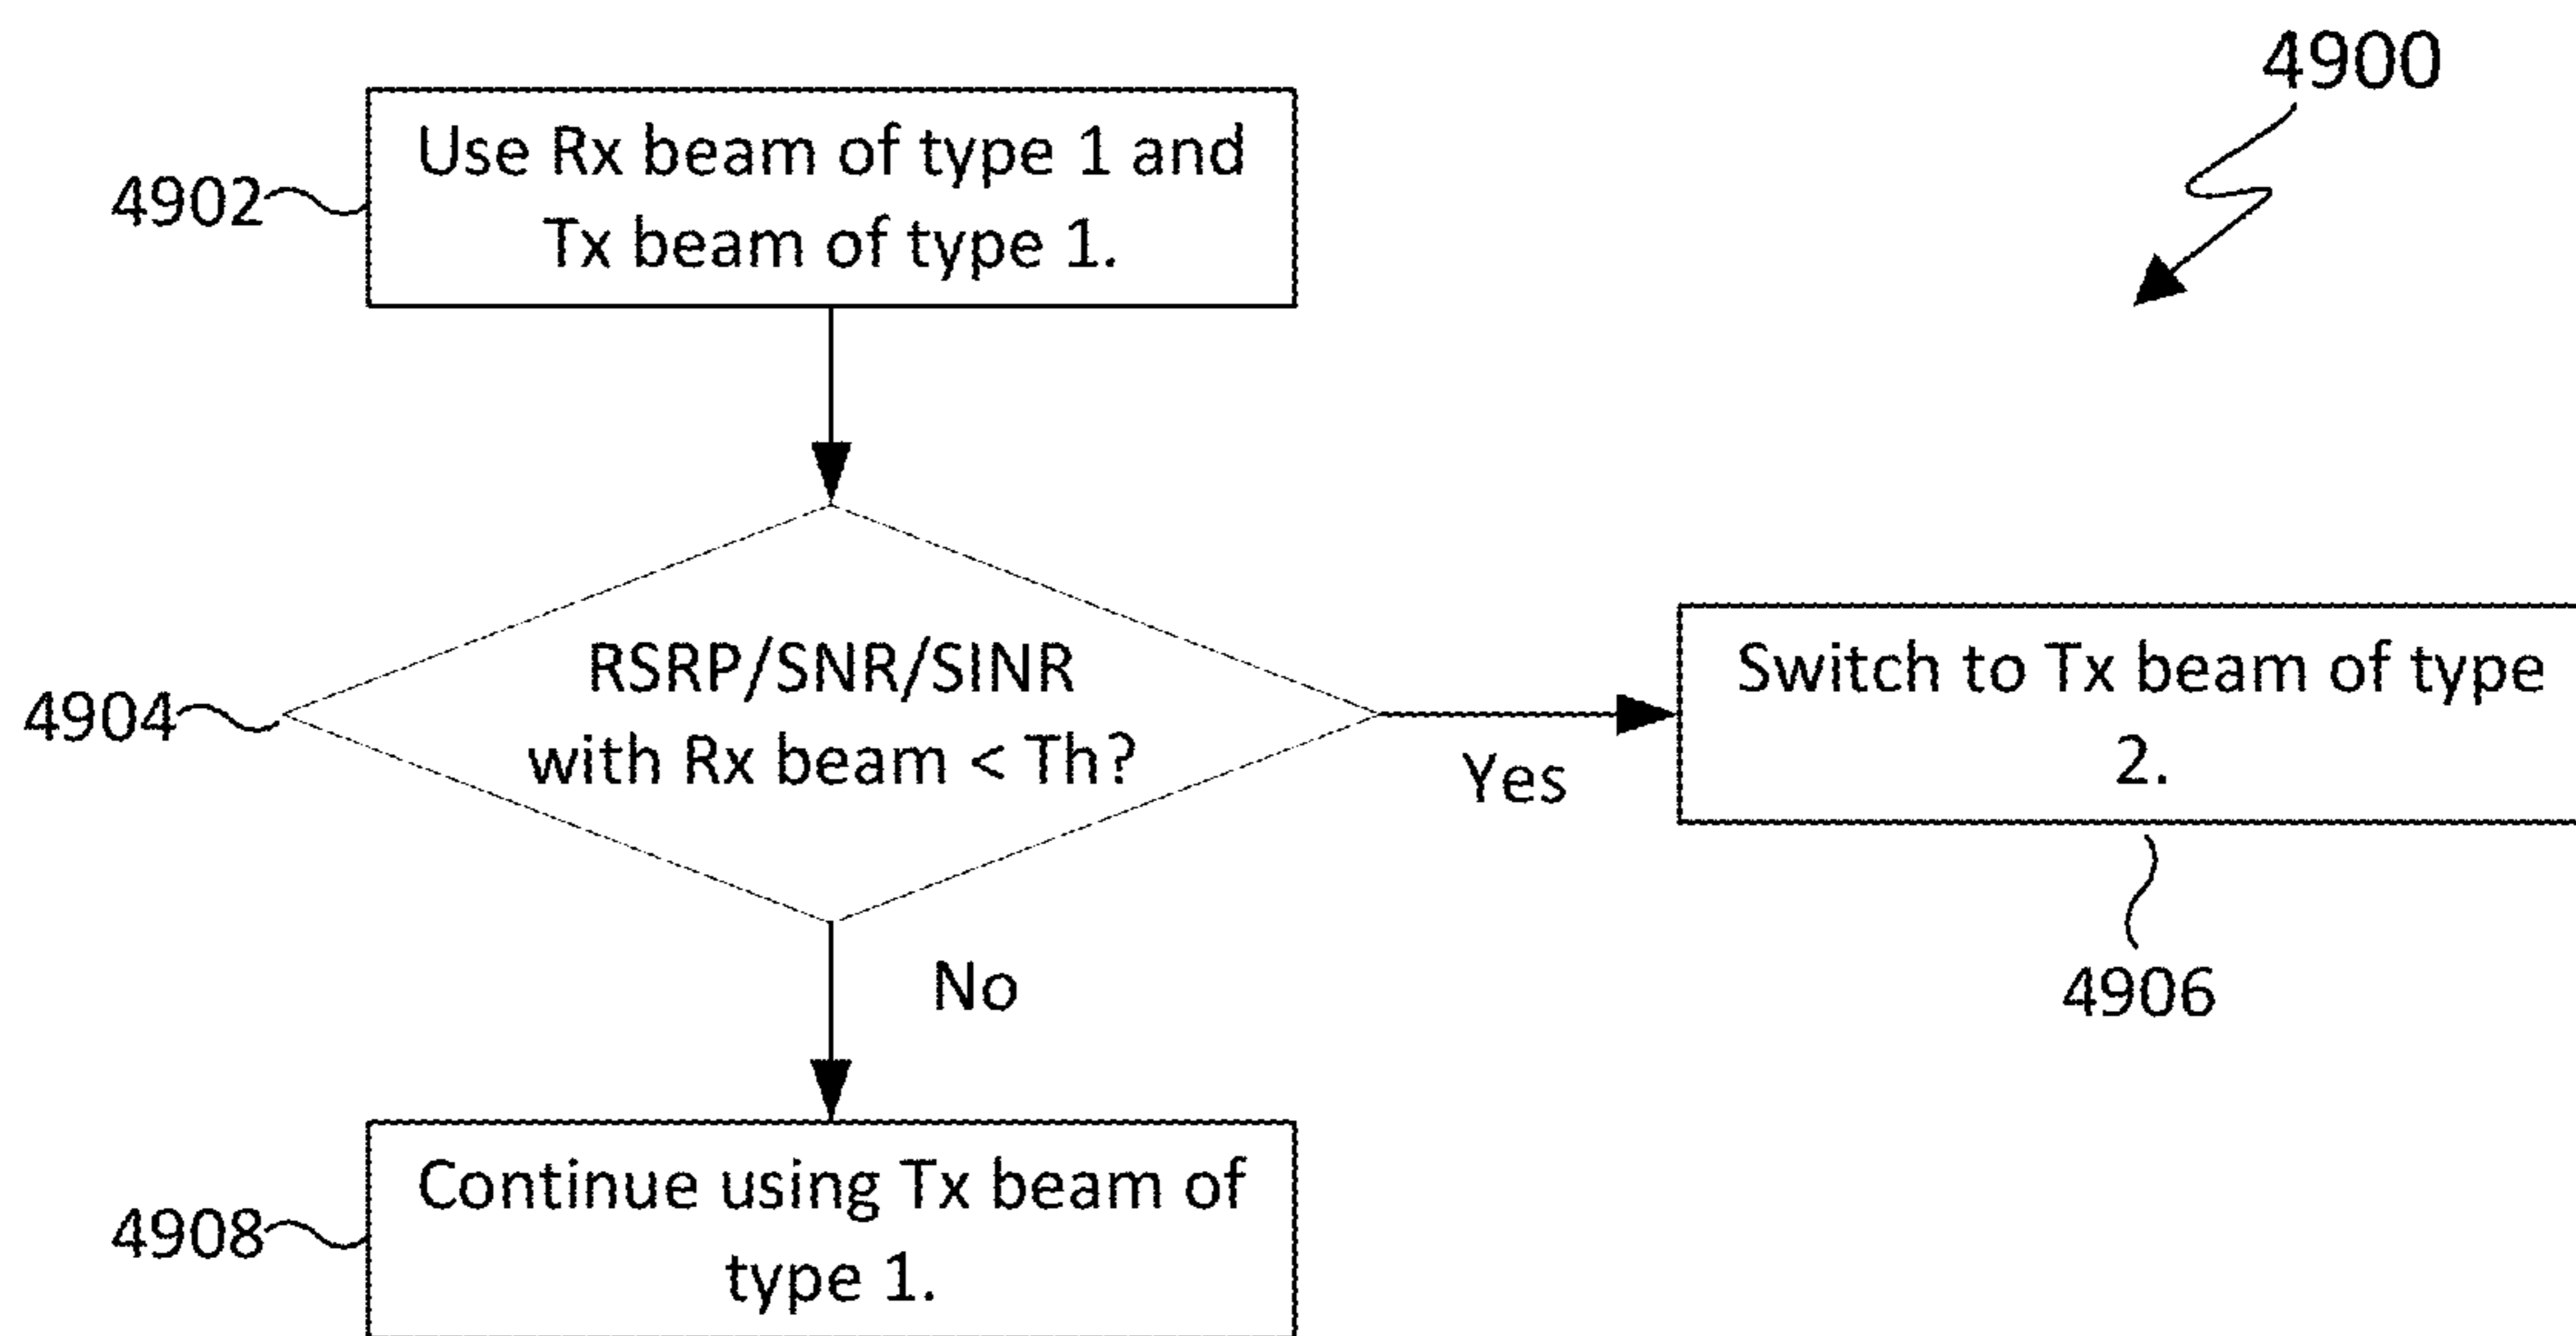 4900
4902
Use Rx beam of type 1 and
Tx beam of type 1.
4904
RSRP/SNR/SINR
with Rx beam < Th?
Yes
Switch to Tx beam of type
2.
4906
No
4908
Continue using Tx beam of
type 1.